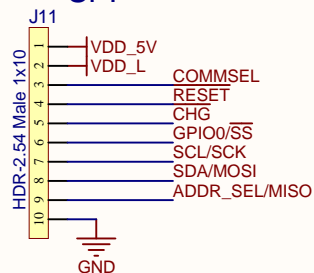 J11
HDR-2.54 Male 1x10
1 VDD_5V
2 VDD_L
3 COMMSEL
4 RESET
5 CHG
6 GPIO0/SS
7 SCL/SCK
8 SDA/MOSI
9 ADDR_SEL/MISO
10
GND